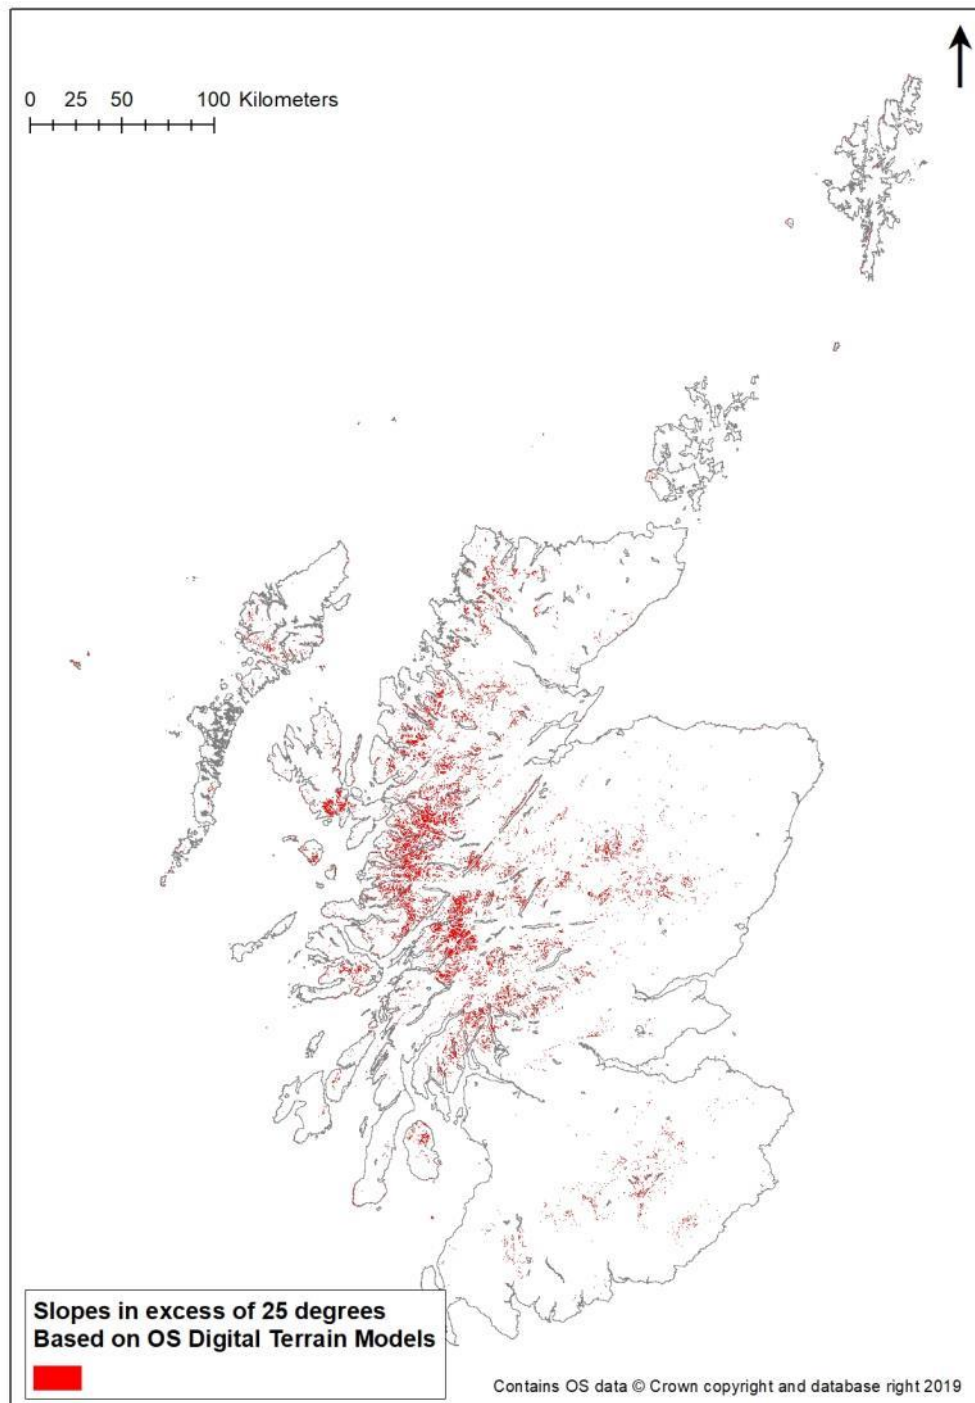 0 25 50 100 Kilometers
Slopes in excess of 25 degrees
Based on OS Digital Terrain Models
Contains OS data © Crown copyright and database right 2019